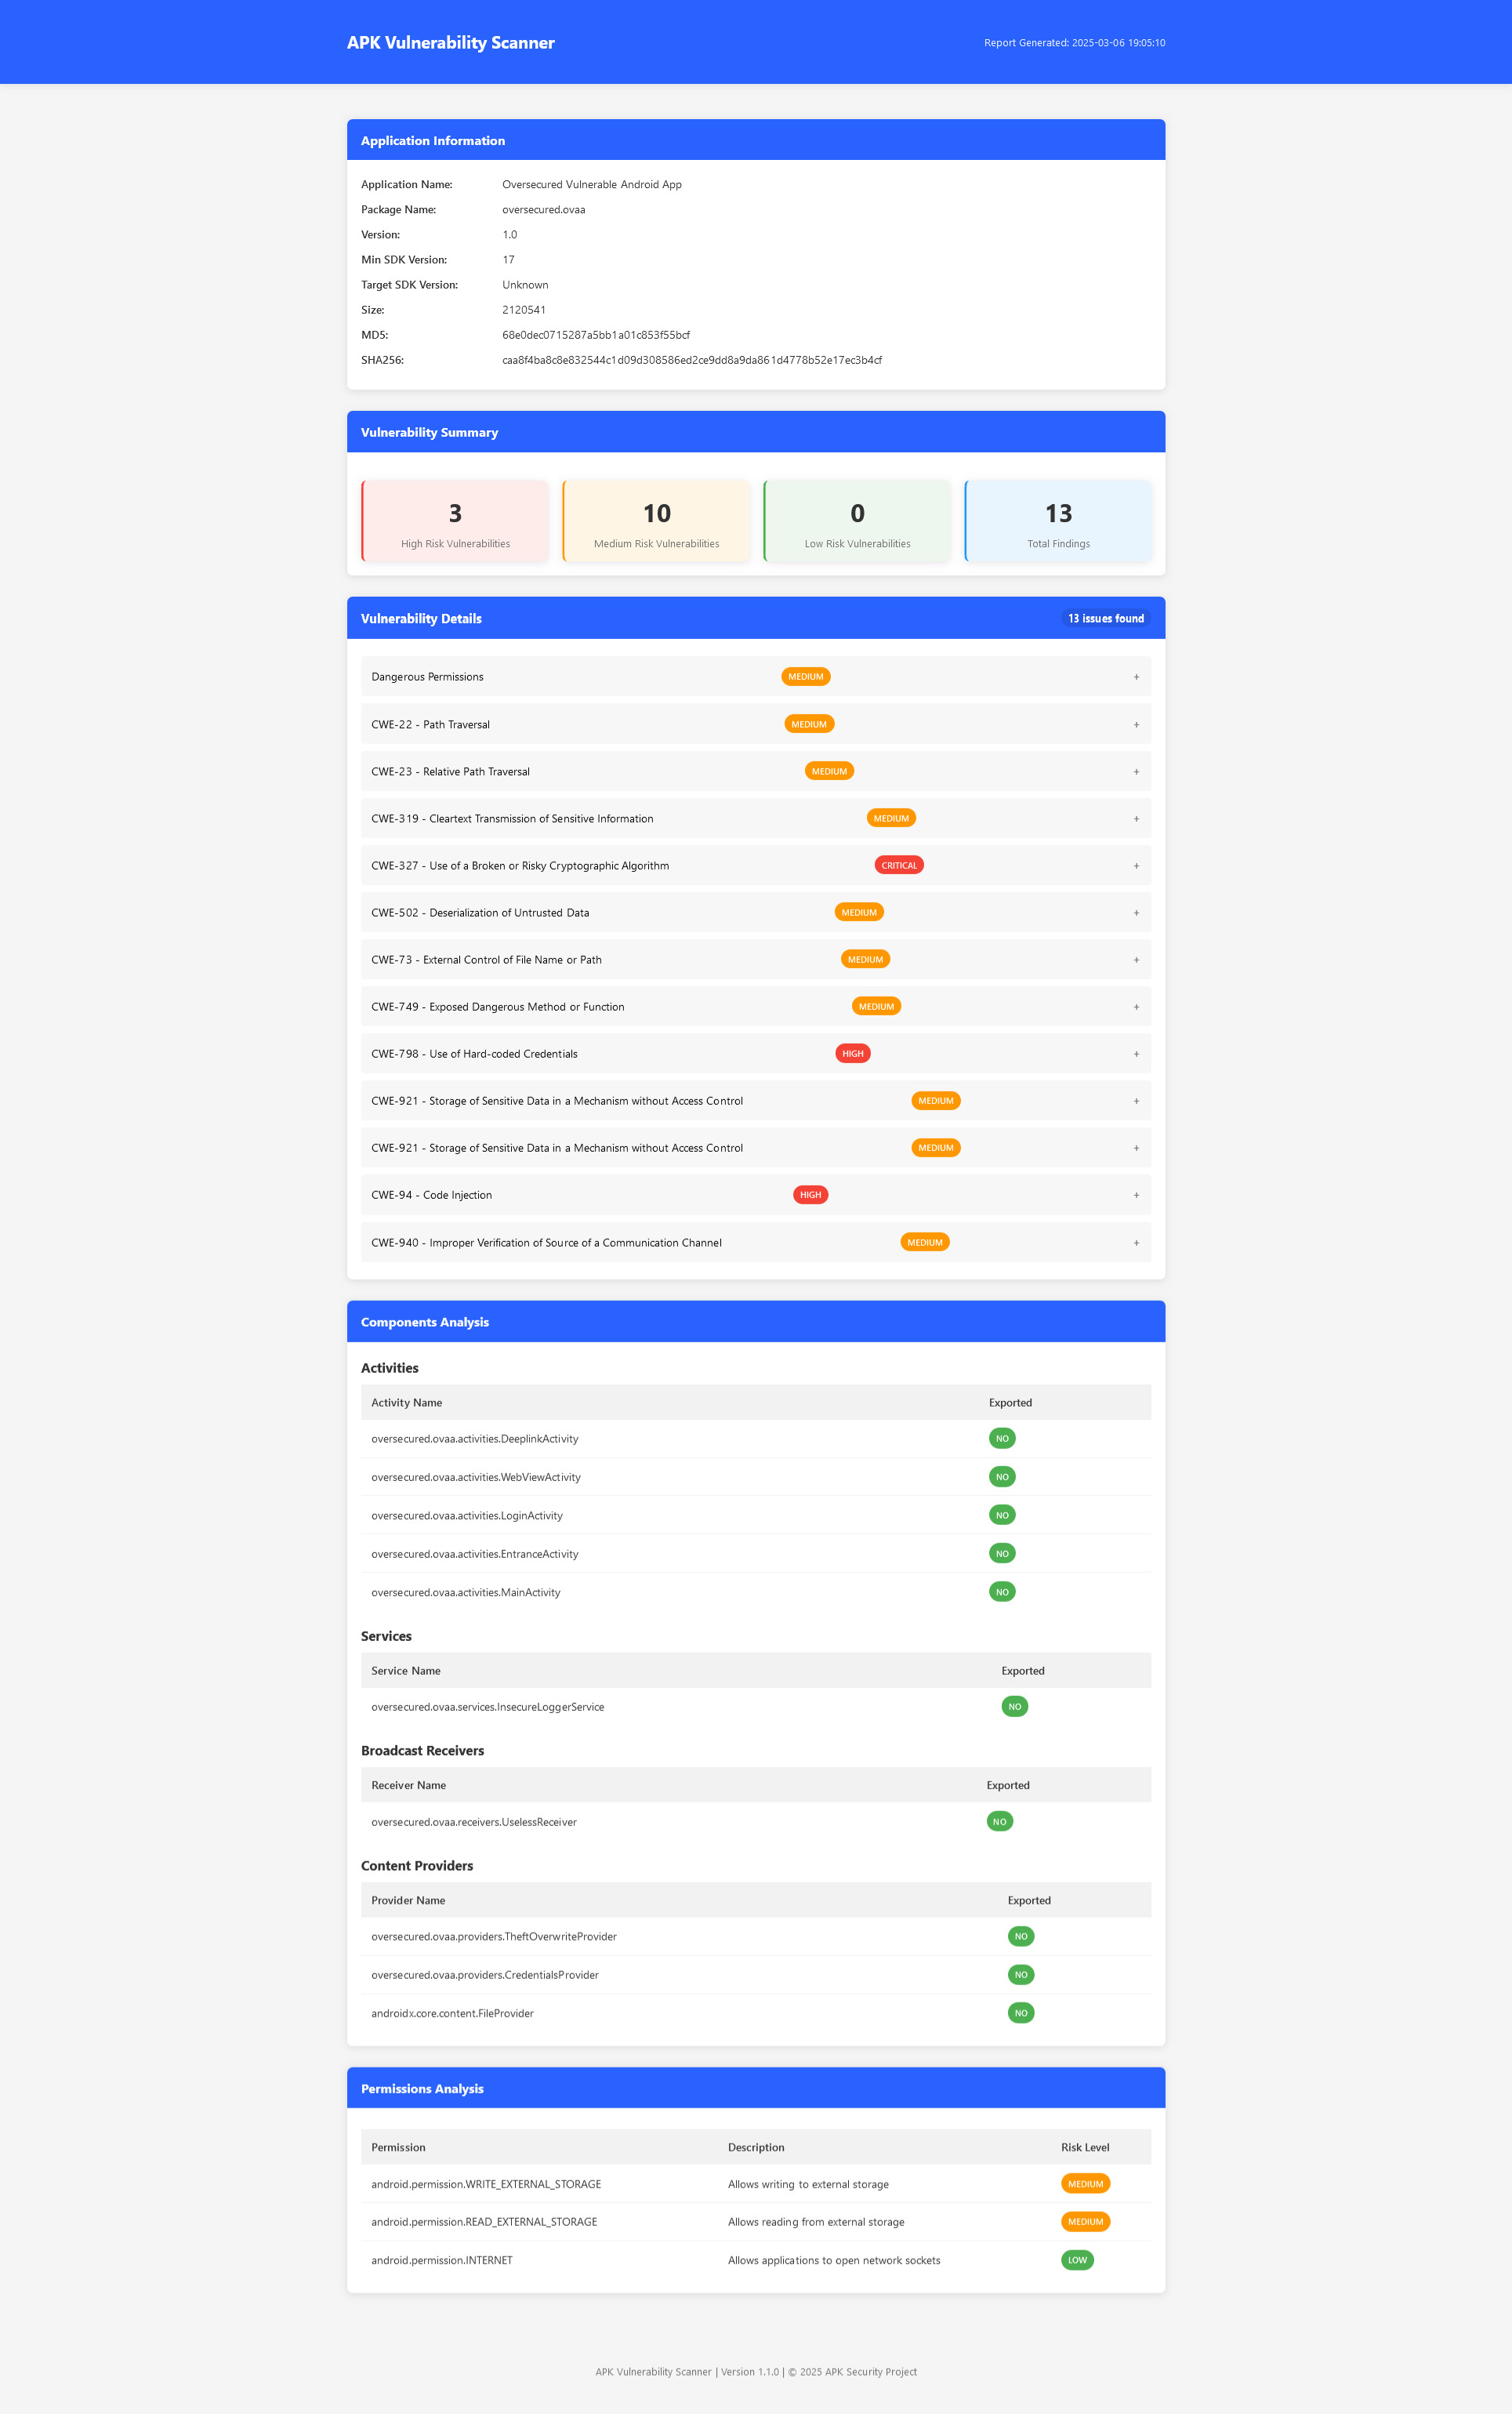 APK Vulnerability Scanner
Report Generated: 2025-03-06 19:05:10
Application Information
Application Name: Oversecured Vulnerable Android App
Package Name: oversecured.ovaa
Version: 1.0
Min SDK Version: 17
Target SDK Version: Unknown
Size: 2120541
MD5: 68e0dec0715287a5bb1a01c853f55bcf
SHA256: caa8f4ba8c8e832544c1d09d308586ed2ce9dd8a9da861d4778b52e17ec3b4cf
Vulnerability Summary
3
High Risk Vulnerabilities
10
Medium Risk Vulnerabilities
0
Low Risk Vulnerabilities
13
Total Findings
Vulnerability Details 13 issues found
Dangerous Permissions MEDIUM +
CWE-22 - Path Traversal MEDIUM +
CWE-23 - Relative Path Traversal MEDIUM +
CWE-319 - Cleartext Transmission of Sensitive Information MEDIUM +
CWE-327 - Use of a Broken or Risky Cryptographic Algorithm CRITICAL +
CWE-502 - Deserialization of Untrusted Data MEDIUM +
CWE-73 - External Control of File Name or Path MEDIUM +
CWE-749 - Exposed Dangerous Method or Function MEDIUM +
CWE-798 - Use of Hard-coded Credentials HIGH +
CWE-921 - Storage of Sensitive Data in a Mechanism without Access Control MEDIUM +
CWE-921 - Storage of Sensitive Data in a Mechanism without Access Control MEDIUM +
CWE-94 - Code Injection HIGH +
CWE-940 - Improper Verification of Source of a Communication Channel MEDIUM +
Components Analysis
Activities
Activity Name Exported
oversecured.ovaa.activities.DeeplinkActivity NO
oversecured.ovaa.activities.WebViewActivity NO
oversecured.ovaa.activities.LoginActivity NO
oversecured.ovaa.activities.EntranceActivity NO
oversecured.ovaa.activities.MainActivity NO
Services
Service Name Exported
oversecured.ovaa.services.InsecureLoggerService NO
Broadcast Receivers
Receiver Name Exported
oversecured.ovaa.receivers.UselessReceiver NO
Content Providers
Provider Name Exported
oversecured.ovaa.providers.TheftOverwriteProvider NO
oversecured.ovaa.providers.CredentialsProvider NO
androidx.core.content.FileProvider NO
Permissions Analysis
Permission Description Risk Level
android.permission.WRITE_EXTERNAL_STORAGE Allows writing to external storage MEDIUM
android.permission.READ_EXTERNAL_STORAGE Allows reading from external storage MEDIUM
android.permission.INTERNET Allows applications to open network sockets LOW
APK Vulnerability Scanner | Version 1.1.0 | © 2025 APK Security Project